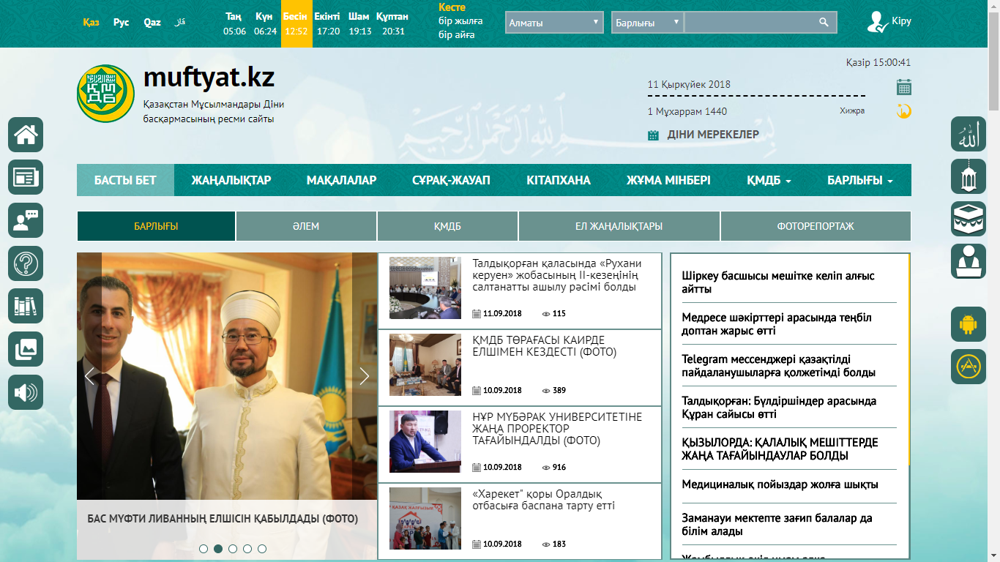 Қаз Рус Qaz قاز
Таң Күн Бесін Екінті Шам Құптан
05:06 06:24 12:52 17:20 19:13 20:31
Кесте
бір жылға
бір айға
Алматы
Барлығы
Кіру
muftyat.kz
Қазақстан Мұсылмандары Діни
басқармасының ресми сайты
Қазір 15:00:41
11 Қыркүйек 2018
1 Мұхаррам 1440 Хижра
ДІНИ МЕРЕКЕЛЕР
بسم الله الرحمن الرحيم
الله
ҚМДБ
БАСТЫ БЕТ ЖАҢАЛЫҚТАР МАҚАЛАЛАР СҰРАҚ-ЖАУАП КІТАПХАНА ЖҰМА МІНБЕРІ ҚМДБ БАРЛЫҒЫ
БАРЛЫҒЫ ӘЛЕМ ҚМДБ ЕЛ ЖАҢАЛЫҚТАРЫ ФОТОРЕПОРТАЖ
БАС МҮФТИ ЛИВАННЫҢ ЕЛШІСІН ҚАБЫЛДАДЫ (ФОТО)
Талдықорған қаласында «Рухани
керуен» жобасының ІІ-кезеңінің
салтанатты ашылу рәсімі болды
11.09.2018 115
ҚМДБ ТӨРАҒАСЫ КАИРДЕ
ЕЛШІМЕН КЕЗДЕСТІ (ФОТО)
10.09.2018 389
НҰР МҮБӘРАК УНИВЕРСИТЕТІНЕ
ЖАҢА ПРОРЕКТОР
ТАҒАЙЫНДАЛДЫ (ФОТО)
10.09.2018 916
«Харекет" қоры Оралдық
отбасыға баспана тарту етті
10.09.2018 183
Шіркеу басшысы мешітке келіп алғыс
айтты
Медресе шәкірттері арасында теңбіл
доптан жарыс өтті
Telegram мессенджері қазақтілді
пайдаланушыларға қолжетімді болды
Талдықорған: Бүлдіршіндер арасында
Құран сайысы өтті
ҚЫЗЫЛОРДА: ҚАЛАЛЫҚ МЕШІТТЕРДЕ
ЖАҢА ТАҒАЙЫНДАУЛАР БОЛДЫ
Медициналық пойыздар жолға шықты
Заманауи мектепте зағип балалар да
білім алады